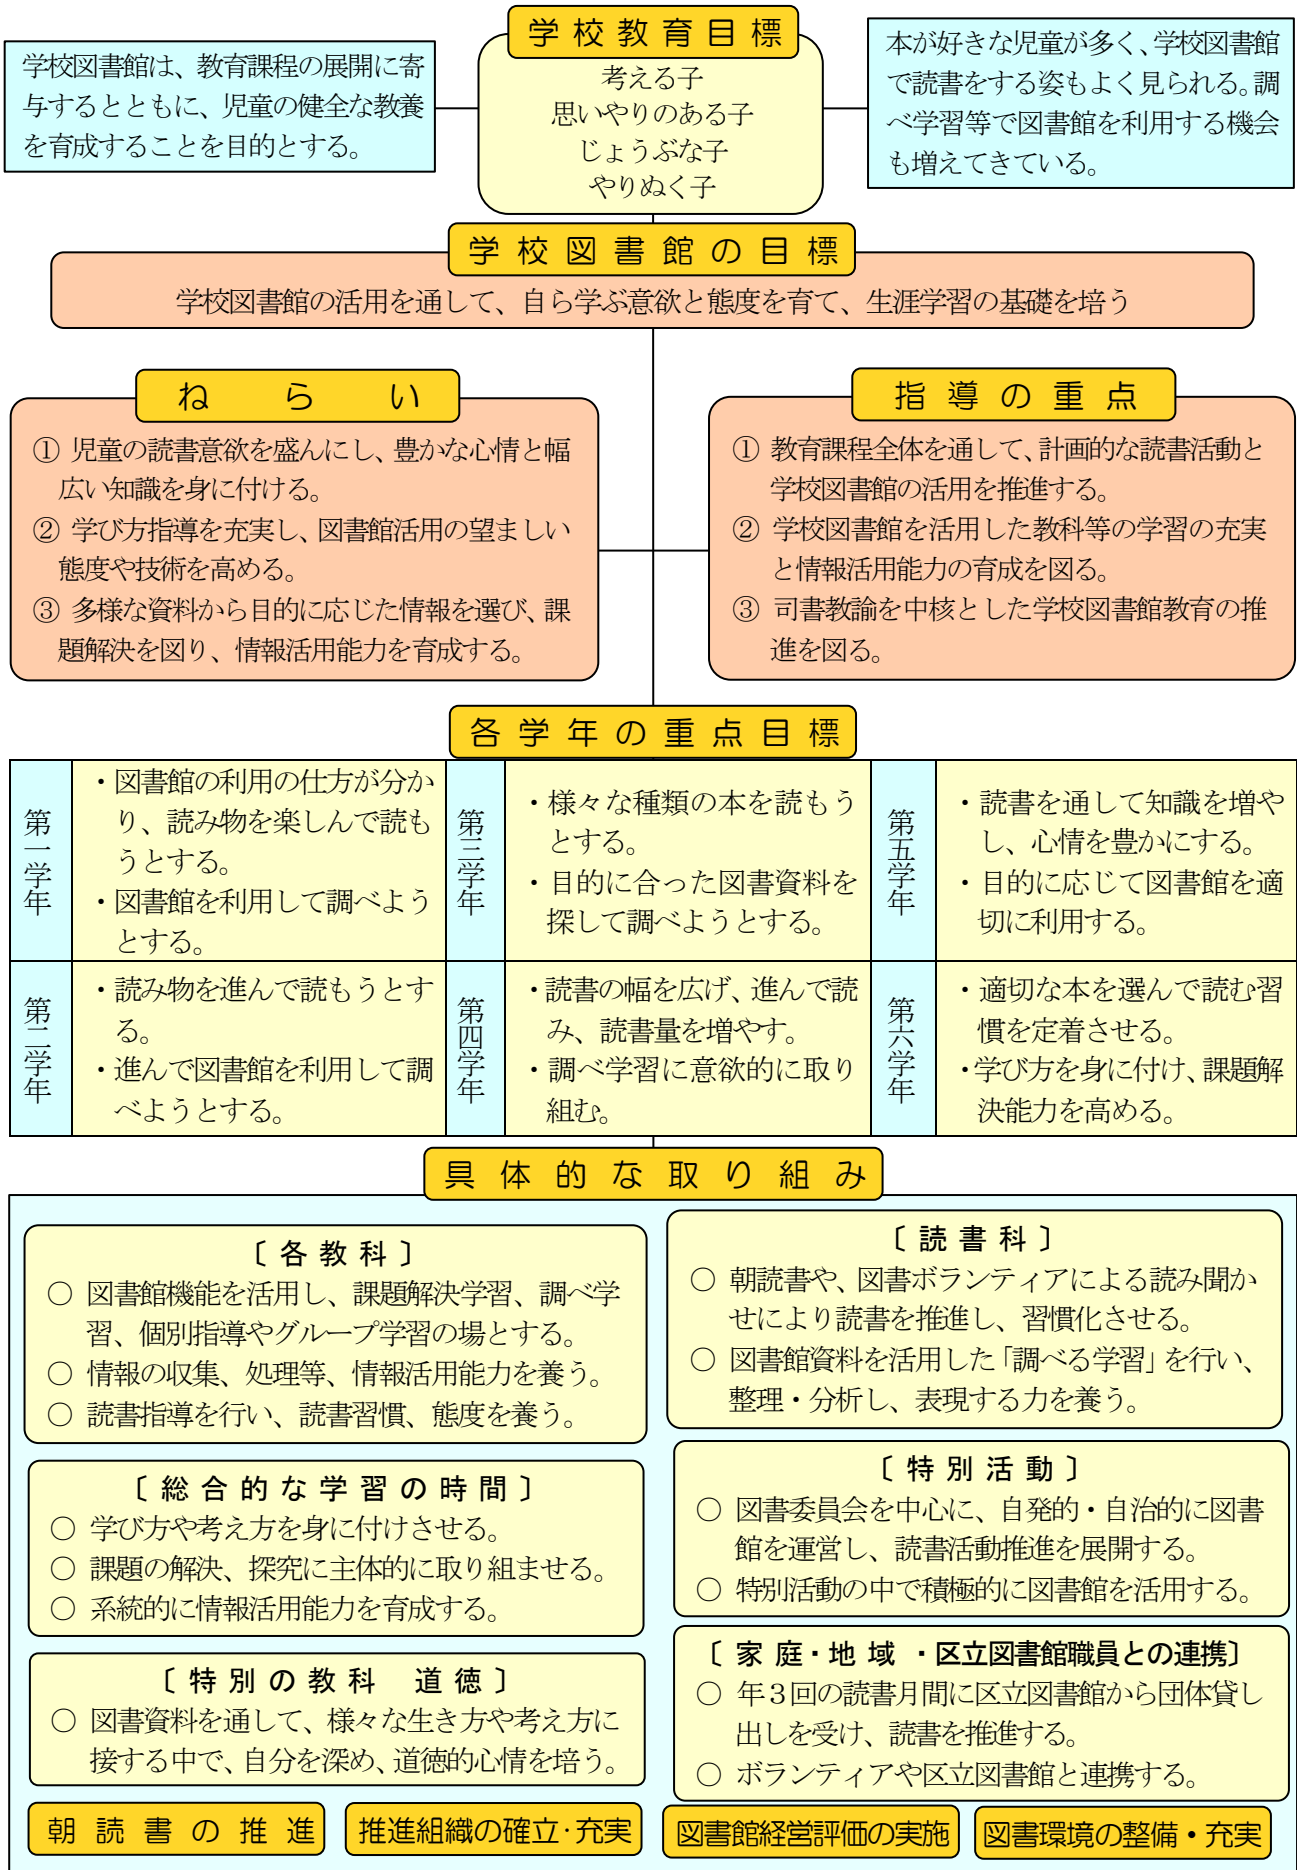 学校教育目標
考える子
思いやりのある子
じょうぶな子
やりぬく子
学校図書館は、教育課程の展開に寄
与するとともに、児童の健全な教養
を育成することを目的とする。
本が好きな児童が多く、学校図書館
で読書をする姿もよく見られる。調
べ学習等で図書館を利用する機会
も増えてきている。
学校図書館の目標
学校図書館の活用を通して、自ら学ぶ意欲と態度を育て、生涯学習の基礎を培う
ねらい
① 児童の読書意欲を盛んにし、豊かな心情と幅
広い知識を身に付ける。
② 学び方指導を充実し、図書館活用の望ましい
態度や技術を高める。
③ 多様な資料から目的に応じた情報を選び、課
題解決を図り、情報活用能力を育成する。
指導の重点
① 教育課程全体を通して、計画的な読書活動と
学校図書館の活用を推進する。
② 学校図書館を活用した教科等の学習の充実
と情報活用能力の育成を図る。
③ 司書教諭を中核とした学校図書館教育の推
進を図る。
各学年の重点目標
第一学年
・図書館の利用の仕方が分か
り、読み物を楽しんで読も
うとする。
・図書館を利用して調べよう
とする。
第三学年
・様々な種類の本を読もう
とする。
・目的に合った図書資料を
探して調べようとする。
第五学年
・読書を通して知識を増や
し、心情を豊かにする。
・目的に応じて図書館を適
切に利用する。
第二学年
・読み物を進んで読もうとす
る。
・進んで図書館を利用して調
べようとする。
第四学年
・読書の幅を広げ、進んで読
み、読書量を増やす。
・調べ学習に意欲的に取り
組む。
第六学年
・適切な本を選んで読む習
慣を定着させる。
・学び方を身に付け、課題解
決能力を高める。
具体的な取り組み
〔各教科〕
○ 図書館機能を活用し、課題解決学習、調べ学
習、個別指導やグループ学習の場とする。
○ 情報の収集、処理等、情報活用能力を養う。
○ 読書指導を行い、読書習慣、態度を養う。
〔読書科〕
○ 朝読書や、図書ボランティアによる読み聞か
せにより読書を推進し、習慣化させる。
○ 図書館資料を活用した「調べる学習」を行い、
整理・分析し、表現する力を養う。
〔総合的な学習の時間〕
○ 学び方や考え方を身に付けさせる。
○ 課題の解決、探究に主体的に取り組ませる。
○ 系統的に情報活用能力を育成する。
〔特別活動〕
○ 図書委員会を中心に、自発的・自治的に図書
館を運営し、読書活動推進を展開する。
○ 特別活動の中で積極的に図書館を活用する。
〔特別の教科 道徳〕
○ 図書資料を通して、様々な生き方や考え方に
接する中で、自分を深め、道徳的心情を培う。
〔家庭・地域・区立図書館職員との連携〕
○ 年３回の読書月間に区立図書館から団体貸し
出しを受け、読書を推進する。
○ ボランティアや区立図書館と連携する。
朝読書の推進
推進組織の確立・充実
図書館経営評価の実施
図書環境の整備・充実